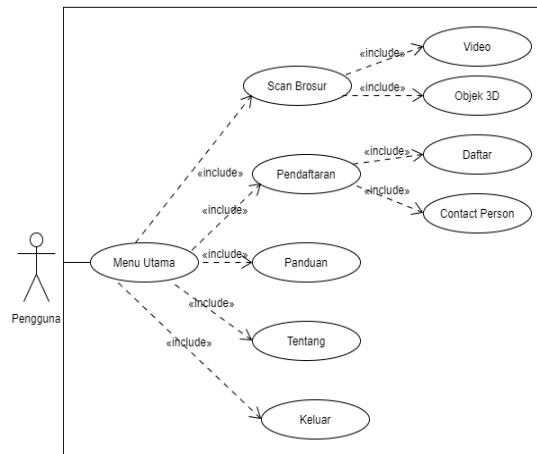 «include»
Video
Scan Brosur
«include»
Objek 3D
«include»
«include»
Daftar
Pendaftaran
«include»
Contact Person
«include»
Menu Utama
«include»
Panduan
Pengguna
«include»
Tentang
«include»
Keluar